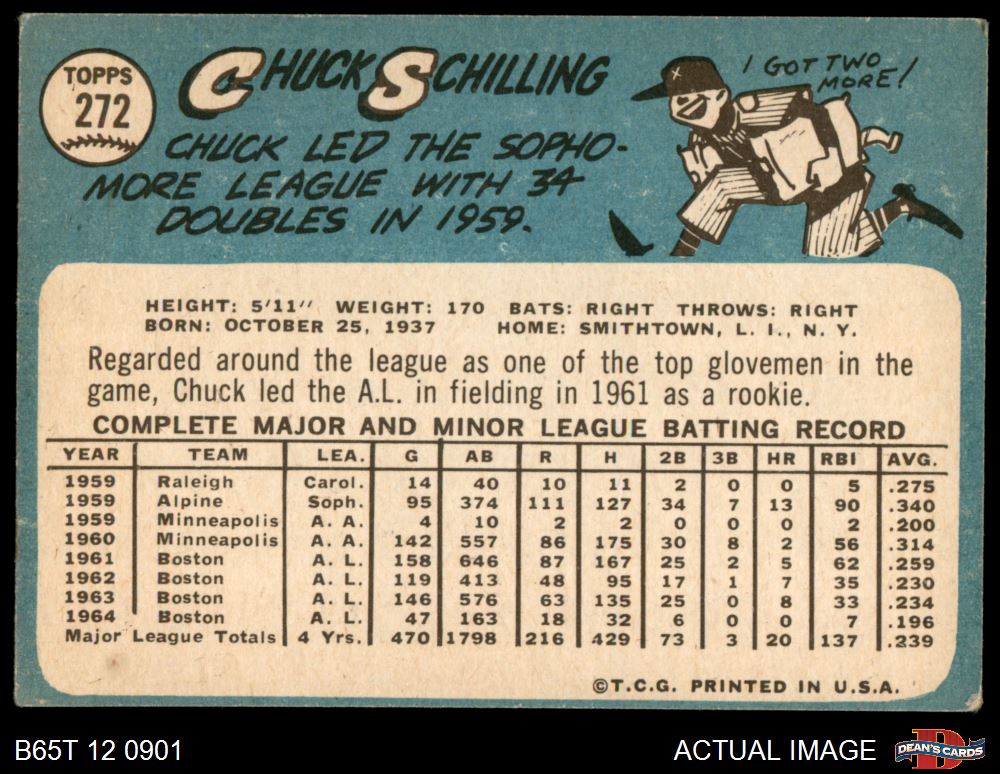 TOPPS
272
CHUCK SCHILLING
CHUCK LED THE SOPHO-
MORE LEAGUE WITH 34
DOUBLES IN 1959.
I GOT TWO
MORE!
HEIGHT: 5'11" WEIGHT: 170 BATS: RIGHT THROWS: RIGHT
BORN: OCTOBER 25, 1937 HOME: SMITHTOWN, L. I., N. Y.
Regarded around the league as one of the top glovemen in the
game, Chuck led the A.L. in fielding in 1961 as a rookie.
COMPLETE MAJOR AND MINOR LEAGUE BATTING RECORD
YEAR TEAM LEA. G AB R H 2B 3B HR RBI AVG.
1959 Raleigh Carol. 14 40 10 11 2 0 0 5 .275
1959 Alpine Soph. 95 374 111 127 34 7 13 90 .340
1959 Minneapolis A. A. 4 10 2 2 0 0 0 2 .200
1960 Minneapolis A. A. 142 557 86 175 30 8 2 56 .314
1961 Boston A. L. 158 646 87 167 25 2 5 62 .259
1962 Boston A. L. 119 413 48 95 17 1 7 35 .230
1963 Boston A. L. 146 576 63 135 25 0 8 33 .234
1964 Boston A. L. 47 163 18 32 6 0 0 7 .196
Major League Totals 4 Yrs. 470 1798 216 429 73 3 20 137 .239
©T.C.G. PRINTED IN U.S.A.
B65T 12 0901
ACTUAL IMAGE
DEAN'S CARDS